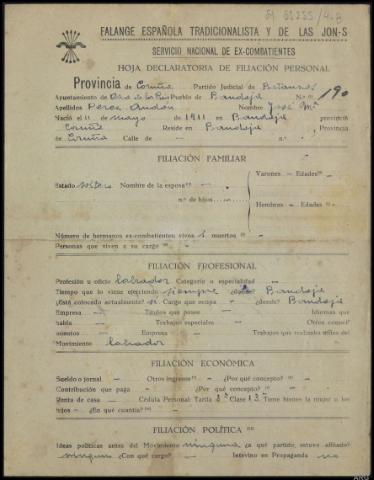 FALANGE ESPAÑOLA TRADICIONALISTA Y DE LAS JON-S
SERVICIO NACIONAL DE EX-COMBATIENTES
HOJA DECLARATORIA DE FILIACIÓN PERSONAL
Provincia de Coruña Partido Judicial de Betanzos
Ayuntamiento de Pueblo de Bandoja N.º 190
Apellidos Perez Nombre José Mª
Nació el 11 de mayo de 1911 en Bandoja provincia
Coruña Reside en Bandoja Provincia
de Coruña Calle de — n.º
FILIACIÓN FAMILIAR
Varones — Edades —
Estado soltero Nombre de la esposa —
n.º de hijos
Hembras — Edades —
Número de hermanos ex-combatientes vivos 1 muertos —
Personas que viven a su cargo —
FILIACIÓN PROFESIONAL
Profesión u oficio labrador Categoría o especialidad —
Tiempo que lo viene ejerciendo siempre Bandoja
¿Está colocado actualmente? si Cargo que ocupa — ¿desde? Bandoja
Empresa — Títulos que posee — Idiomas que
habla — Trabajos especiales — Otros conoci-
mientos — Empresa — Trabajos que realizaba antes del
Movimiento labrador
FILIACIÓN ECONÓMICA
Sueldo o jornal — Otros ingresos — ¿Por qué concepto? —
Contribución que paga — ¿Por qué concepto? —
Renta de casa — Cédula Personal: Tarifa 3ª Clase 13ª Tiene bienes la mujer o los
hijos — ¿En qué cuantía?
FILIACIÓN POLÍTICA
Ideas políticas antes del Movimiento ninguna ¿a qué partido, estuvo afiliado?
ninguno ¿Con qué cargo? — Intervino en Propaganda no